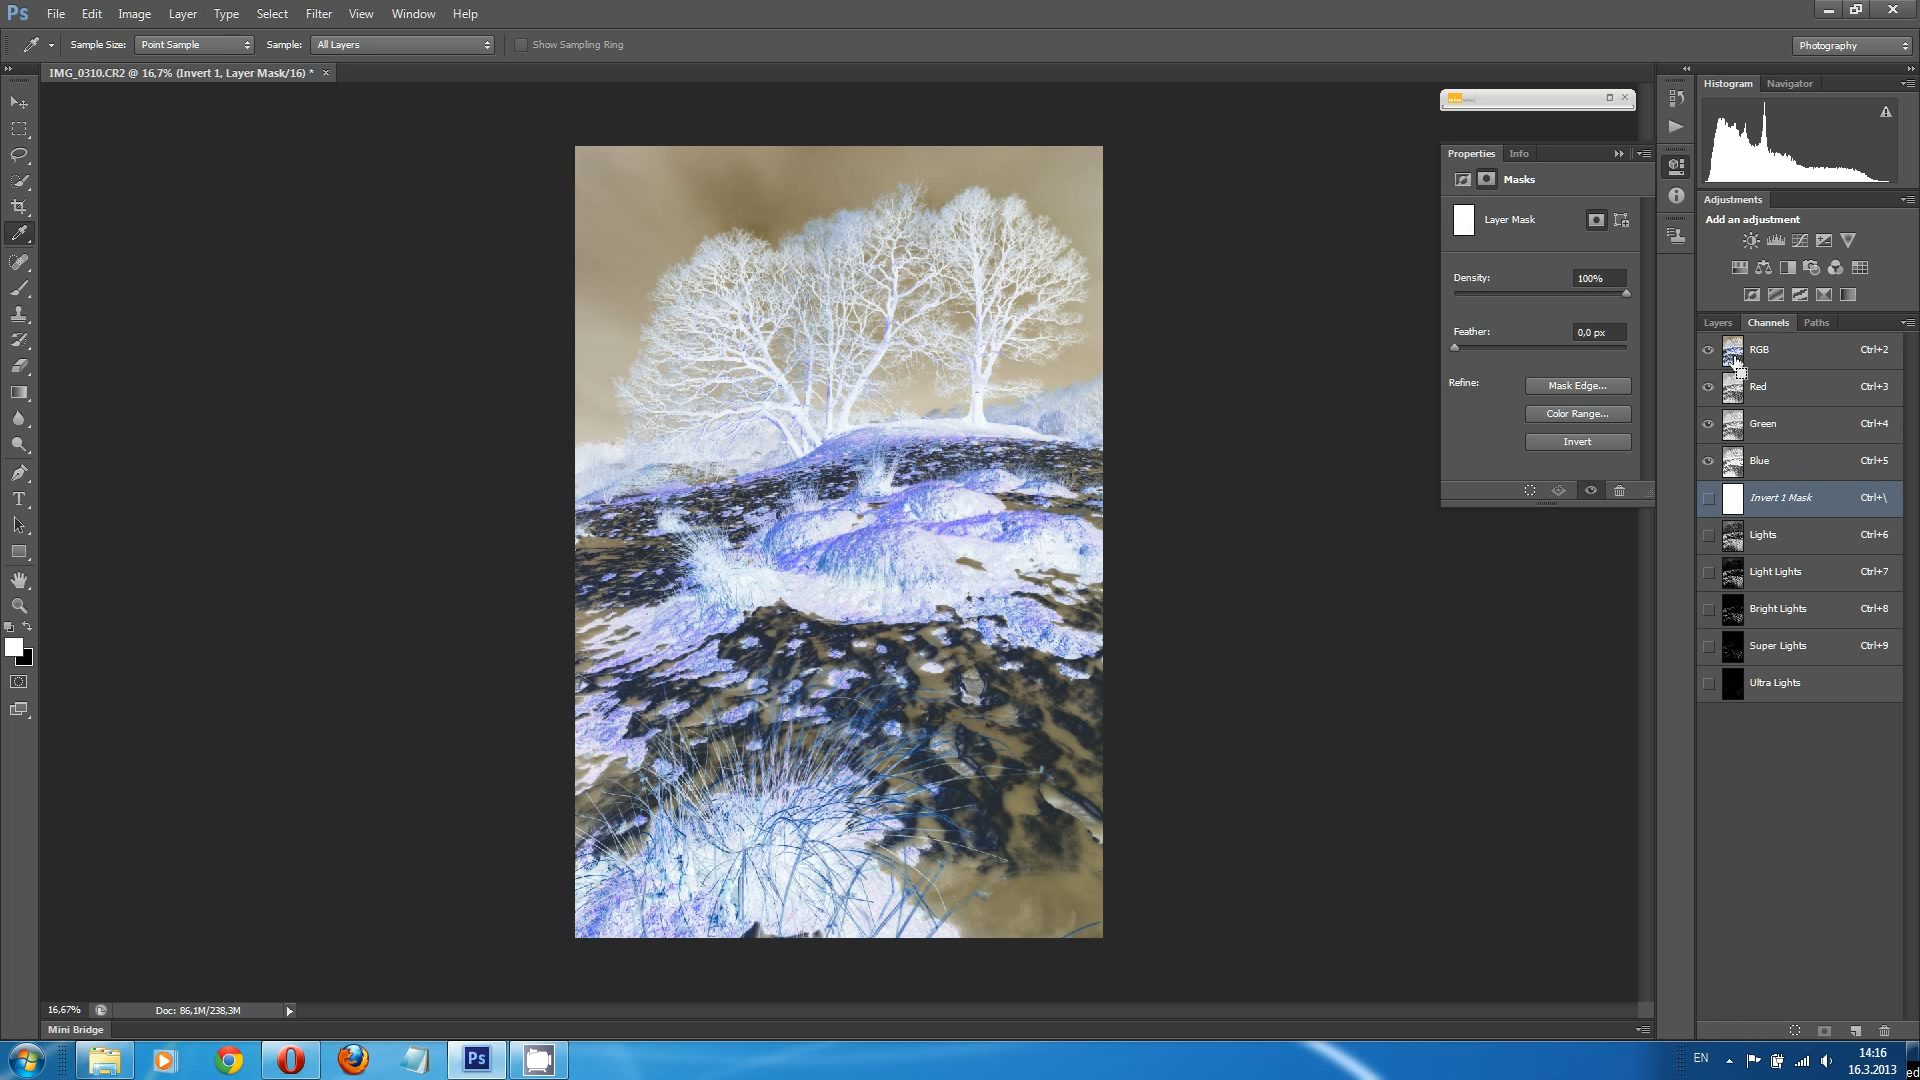 Ps File Edit Image Layer Type Select Filter View Window Help
Sample Size: Point Sample Sample: All Layers Show Sampling Ring Photography
IMG_0310.CR2 @ 16,7% (Invert 1, Layer Mask/16) * ×
Histogram Navigator
Properties Info
Masks
Layer Mask
Density: 100%
Feather: 0,0 px
Refine: Mask Edge...
Color Range...
Invert
Adjustments
Add an adjustment
Layers Channels Paths
RGB Ctrl+2
Red Ctrl+3
Green Ctrl+4
Blue Ctrl+5
Invert 1 Mask Ctrl+\
Lights Ctrl+6
Light Lights Ctrl+7
Bright Lights Ctrl+8
Super Lights Ctrl+9
Ultra Lights
T
16,67% Doc: 86,1M/238,3M
Mini Bridge
Ps
EN 14:16
16.3.2013
ed